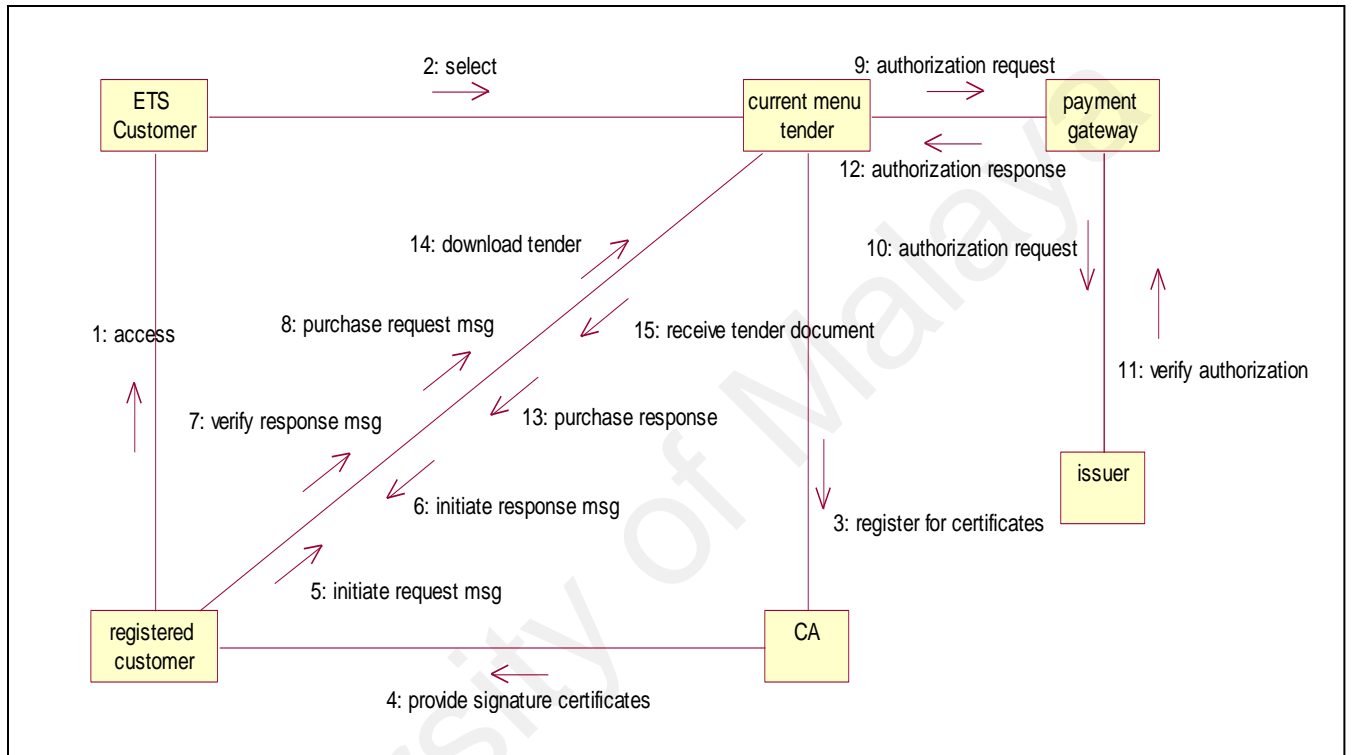 2: select
9: authorization request
ETS
Customer
current menu
tender
payment
gateway
12: authorization response
14: download tender
10: authorization request
8: purchase request msg
15: receive tender document
1: access
11: verify authorization
7: verify response msg
13: purchase response
6: initiate response msg
issuer
3: register for certificates
5: initiate request msg
registered
customer
CA
4: provide signature certificates
rsity of Malaya